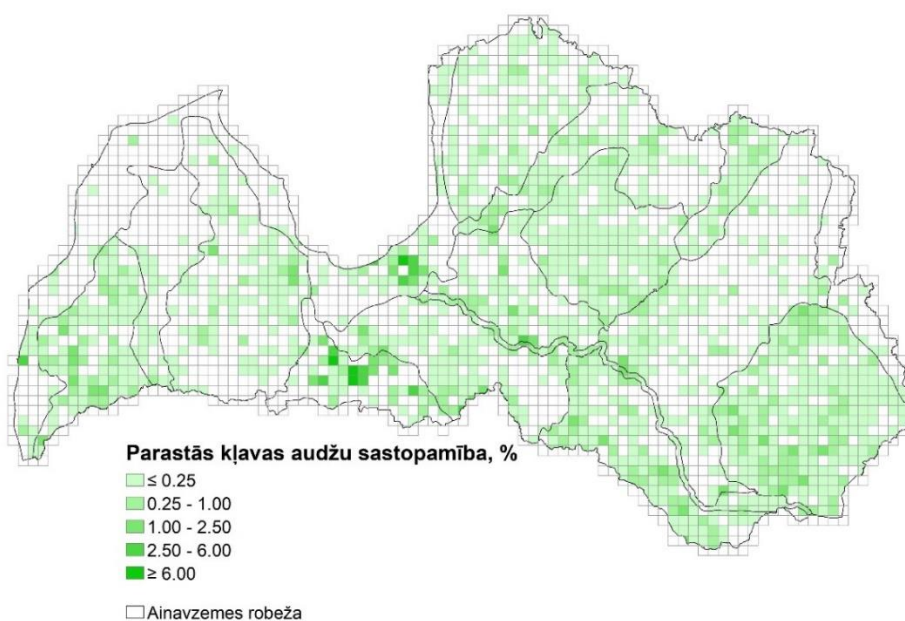 Parastās kļavas audžu sastopamība, %
≤ 0.25
0.25 - 1.00
1.00 - 2.50
2.50 - 6.00
≥ 6.00
Ainavzemes robeža